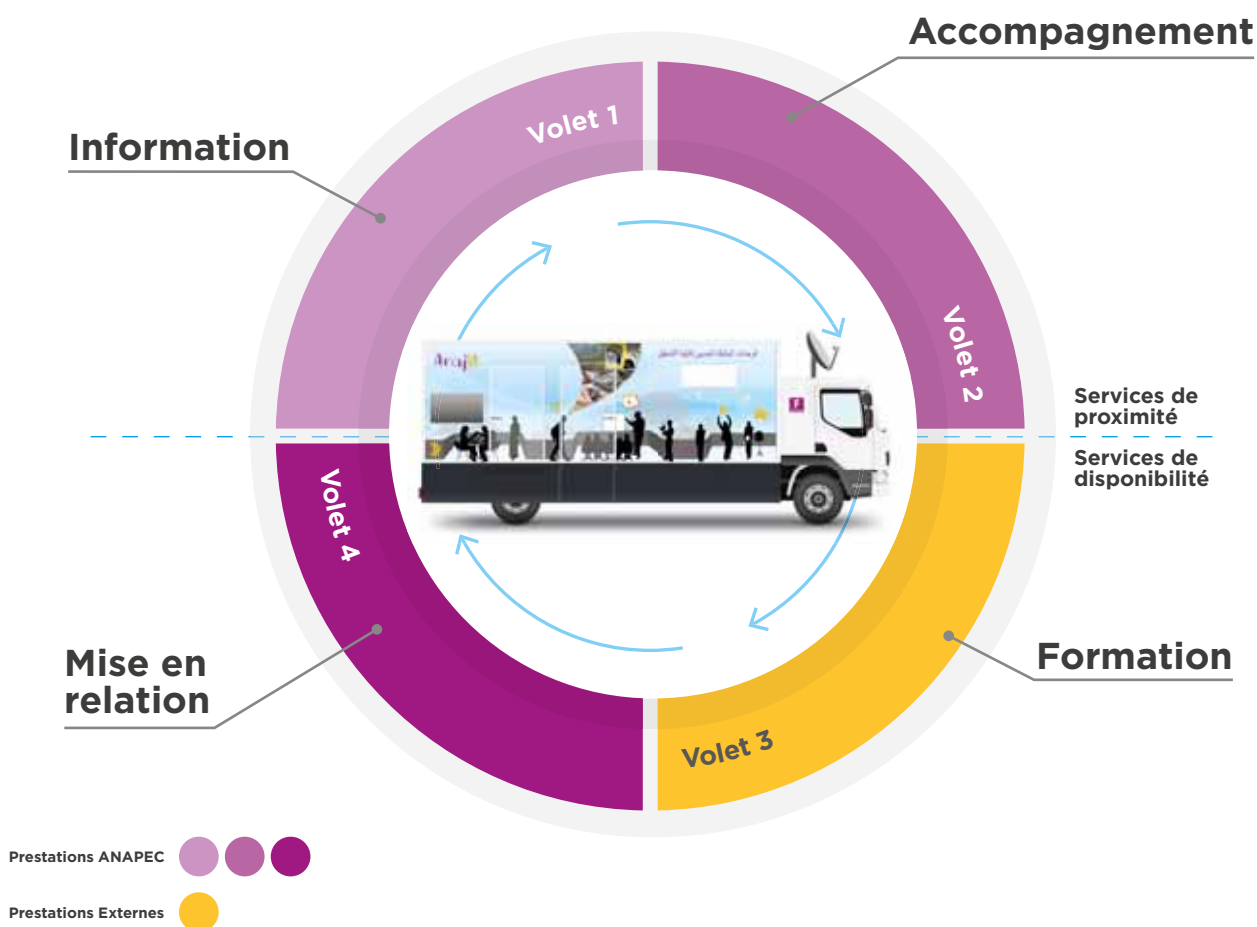 Accompagnement
Information
Volet 1
Volet 2
Services de
proximité
Services de
disponibilité
Volet 4
Mise en
relation
Formation
Volet 3
Prestations ANAPEC
Prestations Externes